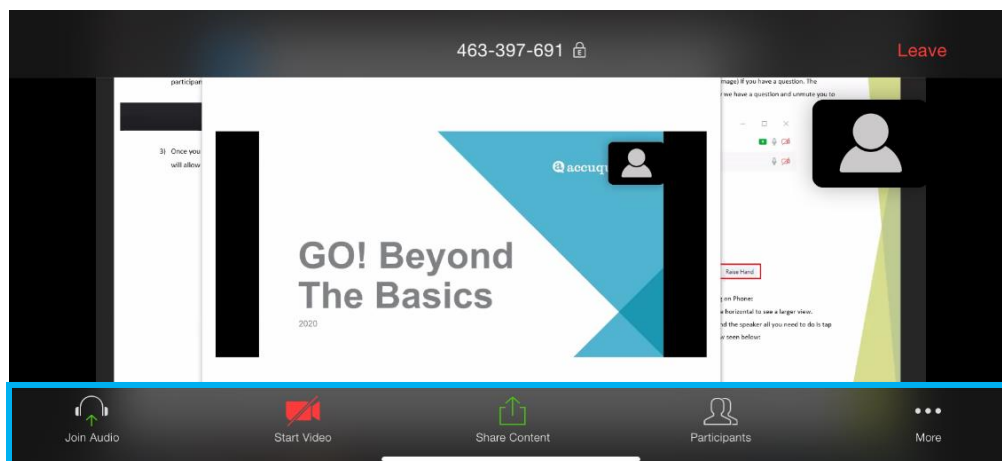 463-397-691
Leave
participan
mage) If you have a question. The
we have a question and unmute you to
3) Once you
will allow
accuqu
GO! Beyond
The Basics
2020
Raise Hand
on Phone:
horizontal to see a larger view.
nd the speaker all you need to do is tap
w seen below:
Join Audio
Start Video
Share Content
Participants
More